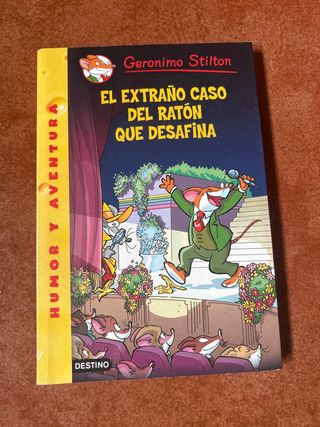 Geronimo Stilton
EL EXTRAÑO CASO
DEL RATÓN
QUE DESAFINA
HUMOR Y AVENTURA
DESTINO